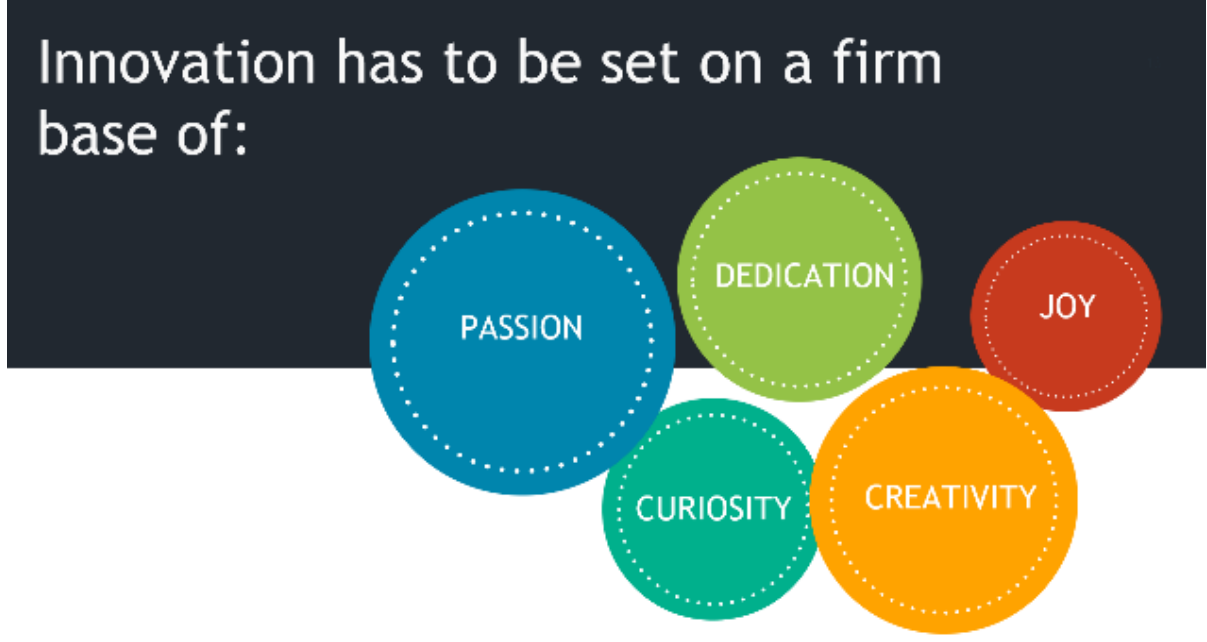 Innovation has to be set on a firm
base of:
PASSION
DEDICATION
JOY
CURIOSITY
CREATIVITY